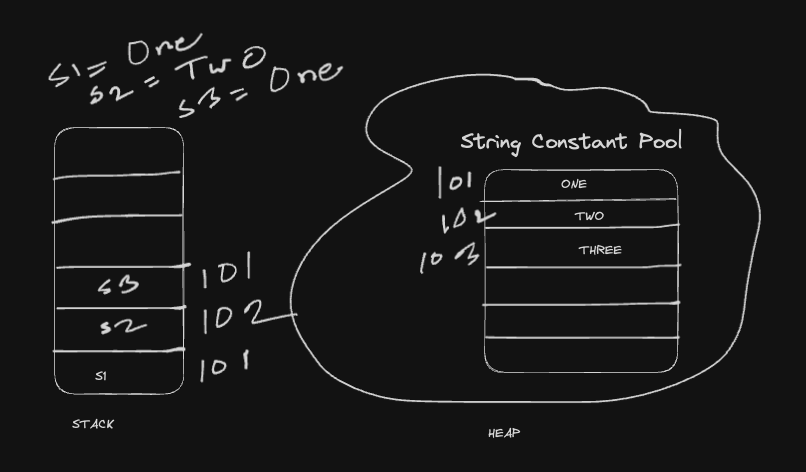 S1 = One
S2 = Two
S3 = One
String Constant Pool
101 ONE
102 TWO
103 THREE
S3 101
S2 102
S1 101
STACK
HEAP